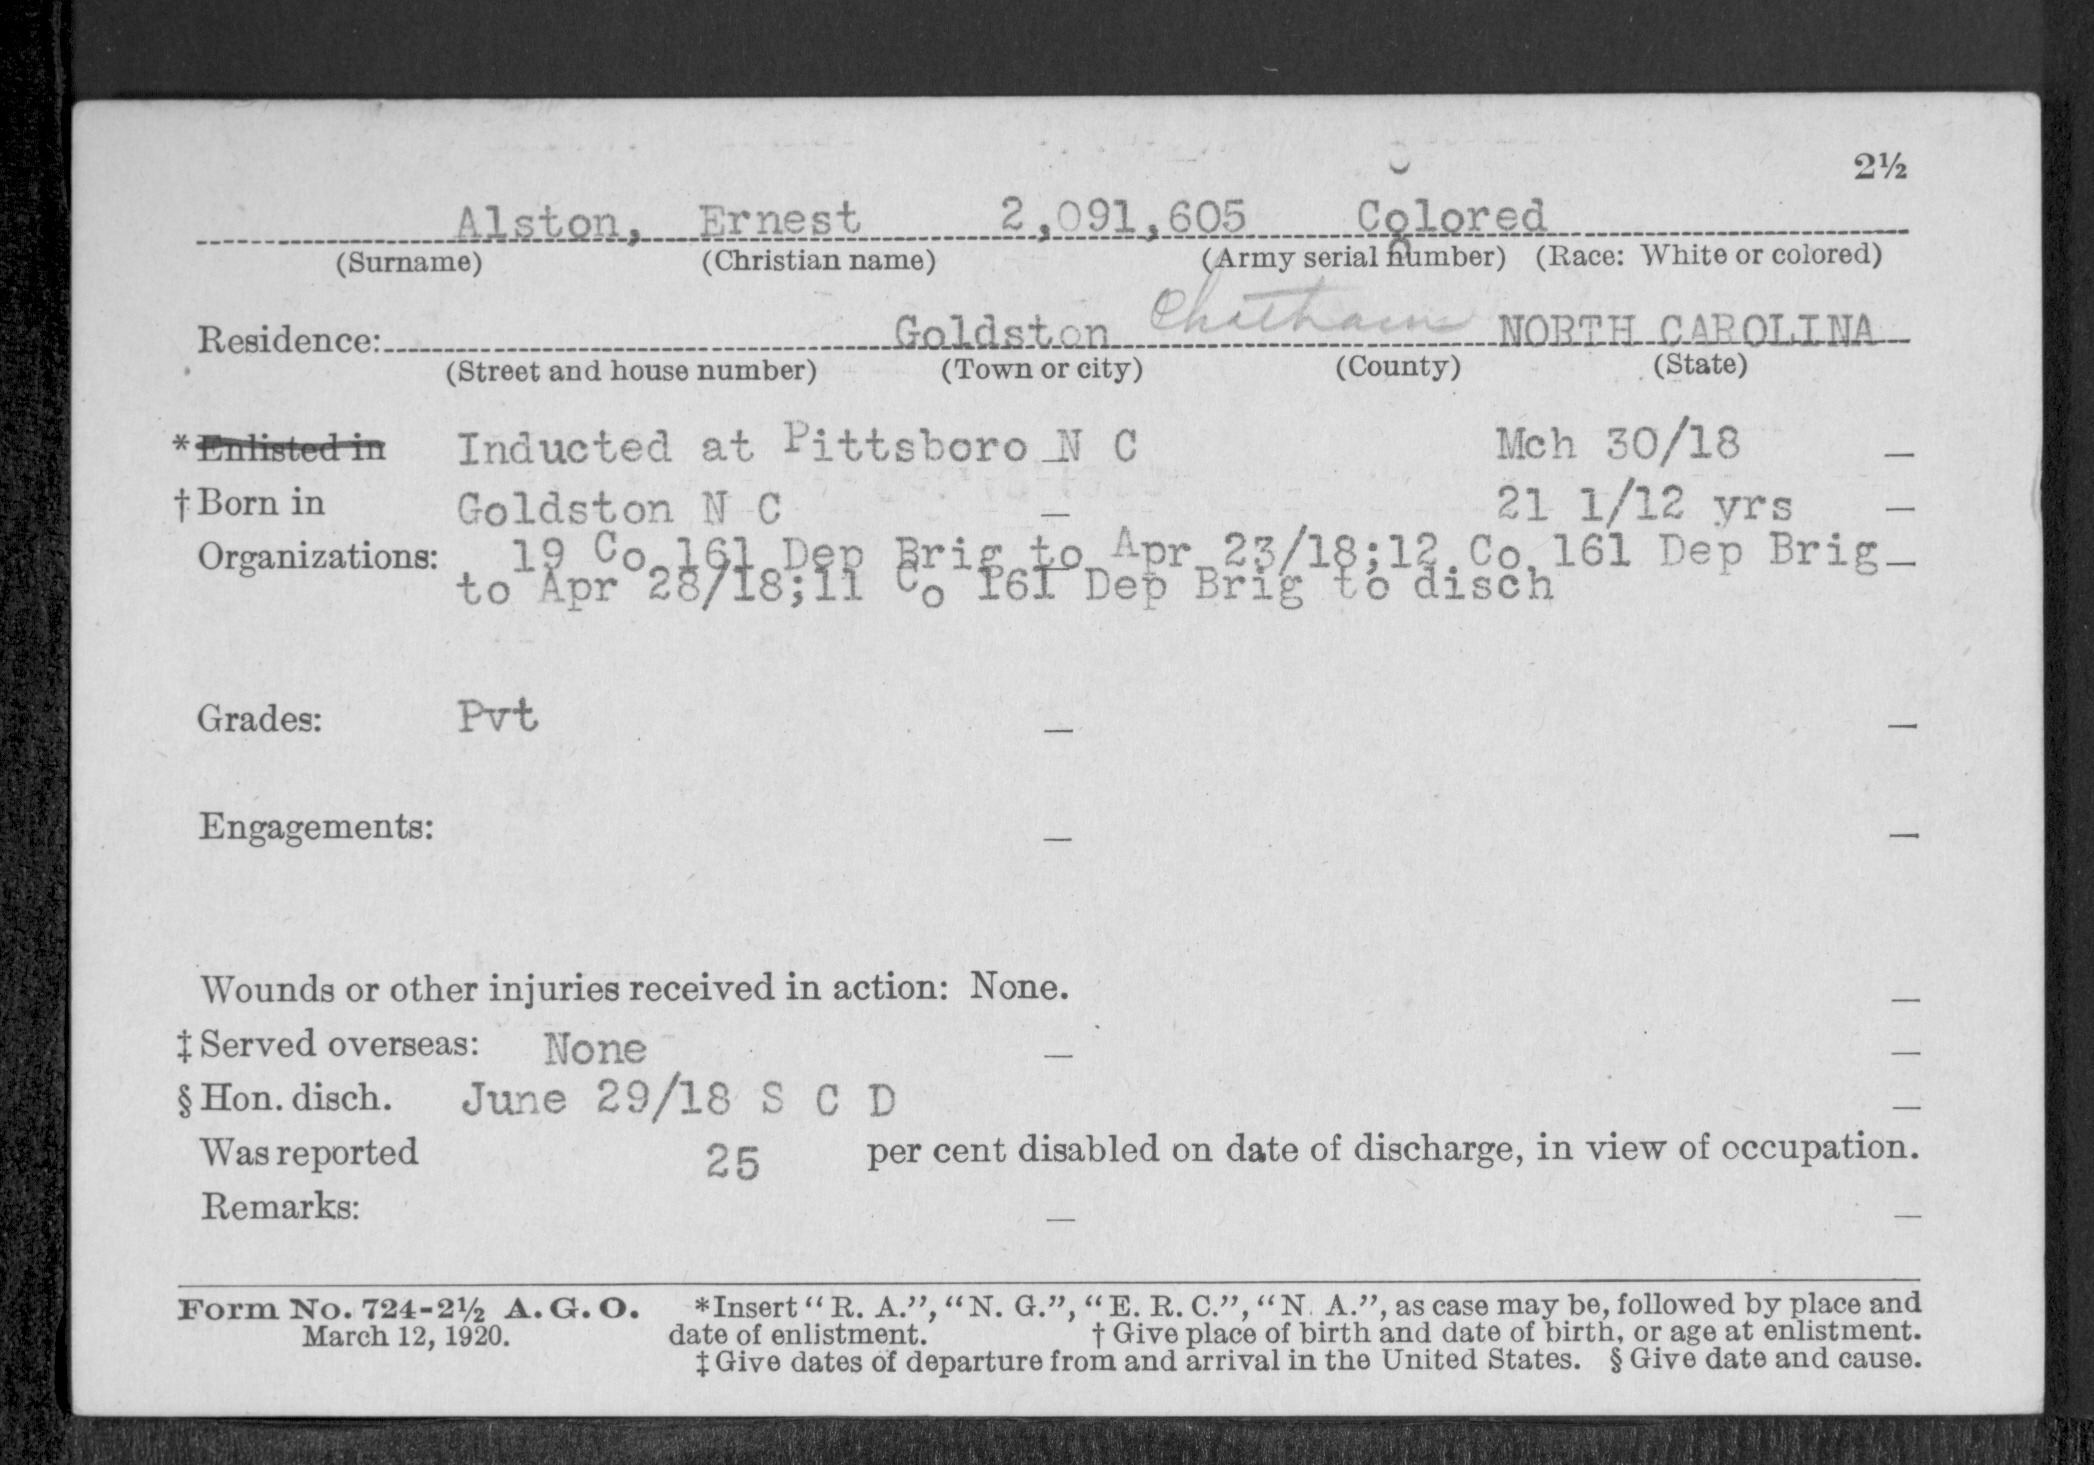 2½
Alston, Ernest 2,091,605 Colored
(Surname) (Christian name) (Army serial number) (Race: White or colored)
Residence: Goldston Chatham NORTH CAROLINA
(Street and house number) (Town or city) (County) (State)
*Enlisted in Inducted at Pittsboro N C Mch 30/18 —
†Born in Goldston N C — 21 1/12 yrs —
Organizations: 19 Co 161 Dep Brig to Apr 23/18;12 Co 161 Dep Brig —
to Apr 28/18;11 Co 161 Dep Brig to disch
Grades: Pvt — —
Engagements: — —
Wounds or other injuries received in action: None. —
‡Served overseas: None — —
§Hon. disch. June 29/18 S C D —
Was reported 25 per cent disabled on date of discharge, in view of occupation.
Remarks: — —
Form No. 724-2½ A. G. O. *Insert "R. A.", "N. G.", "E. R. C.", "N. A.", as case may be, followed by place and
March 12, 1920. date of enlistment. †Give place of birth and date of birth, or age at enlistment.
‡Give dates of departure from and arrival in the United States. §Give date and cause.